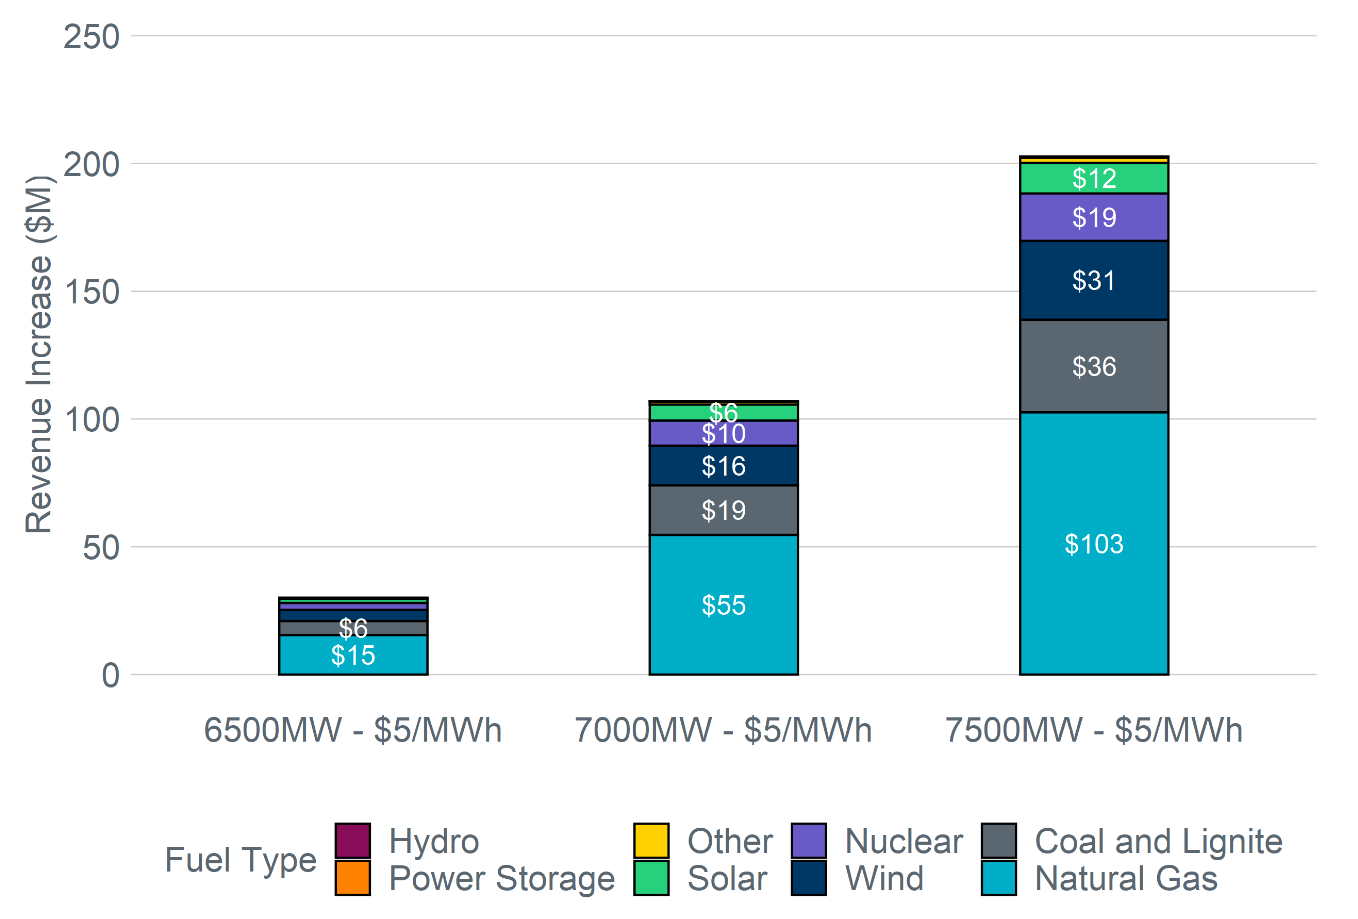 250
200
150
100
50
0
Revenue Increase ($M)
$6
$15
$6
$10
$16
$19
$55
$12
$19
$31
$36
$103
6500MW - $5/MWh
7000MW - $5/MWh
7500MW - $5/MWh
Fuel Type
Hydro
Power Storage
Other
Solar
Nuclear
Wind
Coal and Lignite
Natural Gas